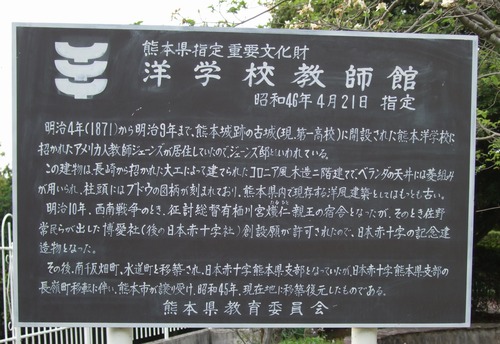 熊本県指定重要文化財
洋学校教師館
昭和46年4月21日 指定
明治4年(1871)から明治9年まで、熊本城跡の古城(現.第一高校)に開設された熊本洋学校に
招かれたアメリカ人教師ジェーンズが居住していたので、ジェーンズ邸といわれている。
この建物は長崎から招かれた大工によって建てられたコロニア風木造二階建てで、ベランダの天井には菱組み
が用いられ、柱頭にはブドウの図柄が刻まれており、熊本県内で現存する洋風建築としてはもっとも古い。
明治10年、西南戦争のとき、征討総督有栖川宮熾仁親王の宿舎となったが、そのとき佐野
常民らが出した博愛社(後の日本赤十字社)創設願が許可されたので、日本赤十字の記念建
造物となった。
その後、南仮畑町、水道町と移築され、日本赤十字熊本県支部となっていたが、日本赤十字熊本県支部の
長嶺町移転に伴い、熊本市が譲り受け、昭和45年、現在地に移築復元したものである。
熊本県教育委員会